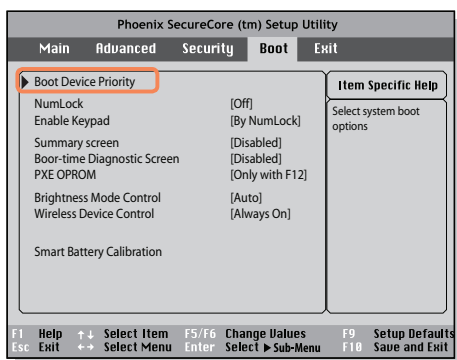 Phoenix SecureCore (tm) Setup Utility
Main Advanced Security Boot Exit
Boot Device Priority
NumLock [Off]
Enable Keypad [By NumLock]
Summary screen [Disabled]
Boor-time Diagnostic Screen [Disabled]
PXE OPROM [Only with F12]
Brightness Mode Control [Auto]
Wireless Device Control [Always On]
Smart Battery Calibration
Item Specific Help
Select system boot
options
F1 Help ↑↓ Select Item F5/F6 Change Values F9 Setup Defaults
Esc Exit ←→ Select Menu Enter Select ▶ Sub-Menu F10 Save and Exit